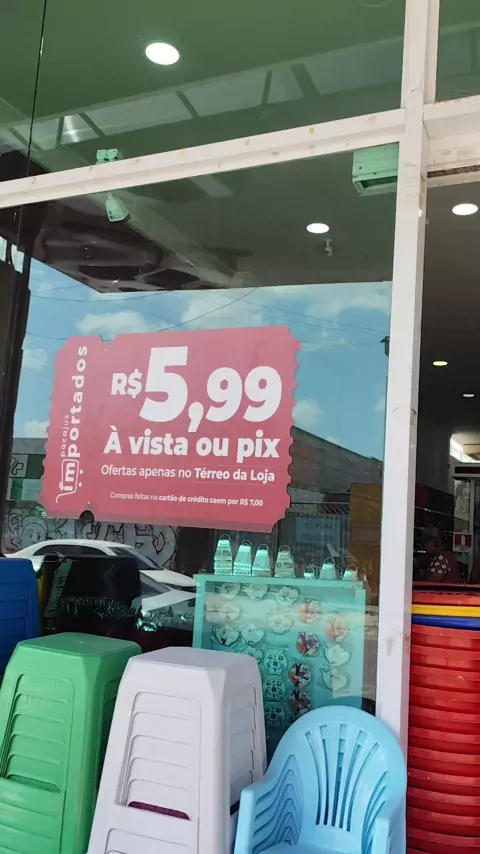 pacajus
importados
R$5,99
À vista ou pix
Ofertas apenas no Térreo da Loja
Compras feitas no cartão de crédito saem por R$ 7,00